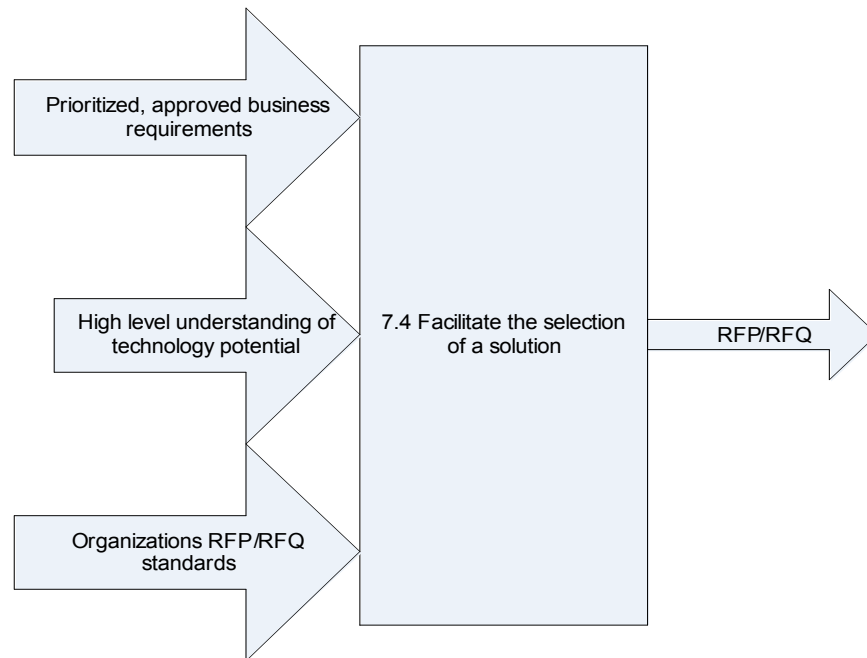 Prioritized, approved business
requirements
High level understanding of
technology potential
Organizations RFP/RFQ
standards
7.4 Facilitate the selection
of a solution
RFP/RFQ